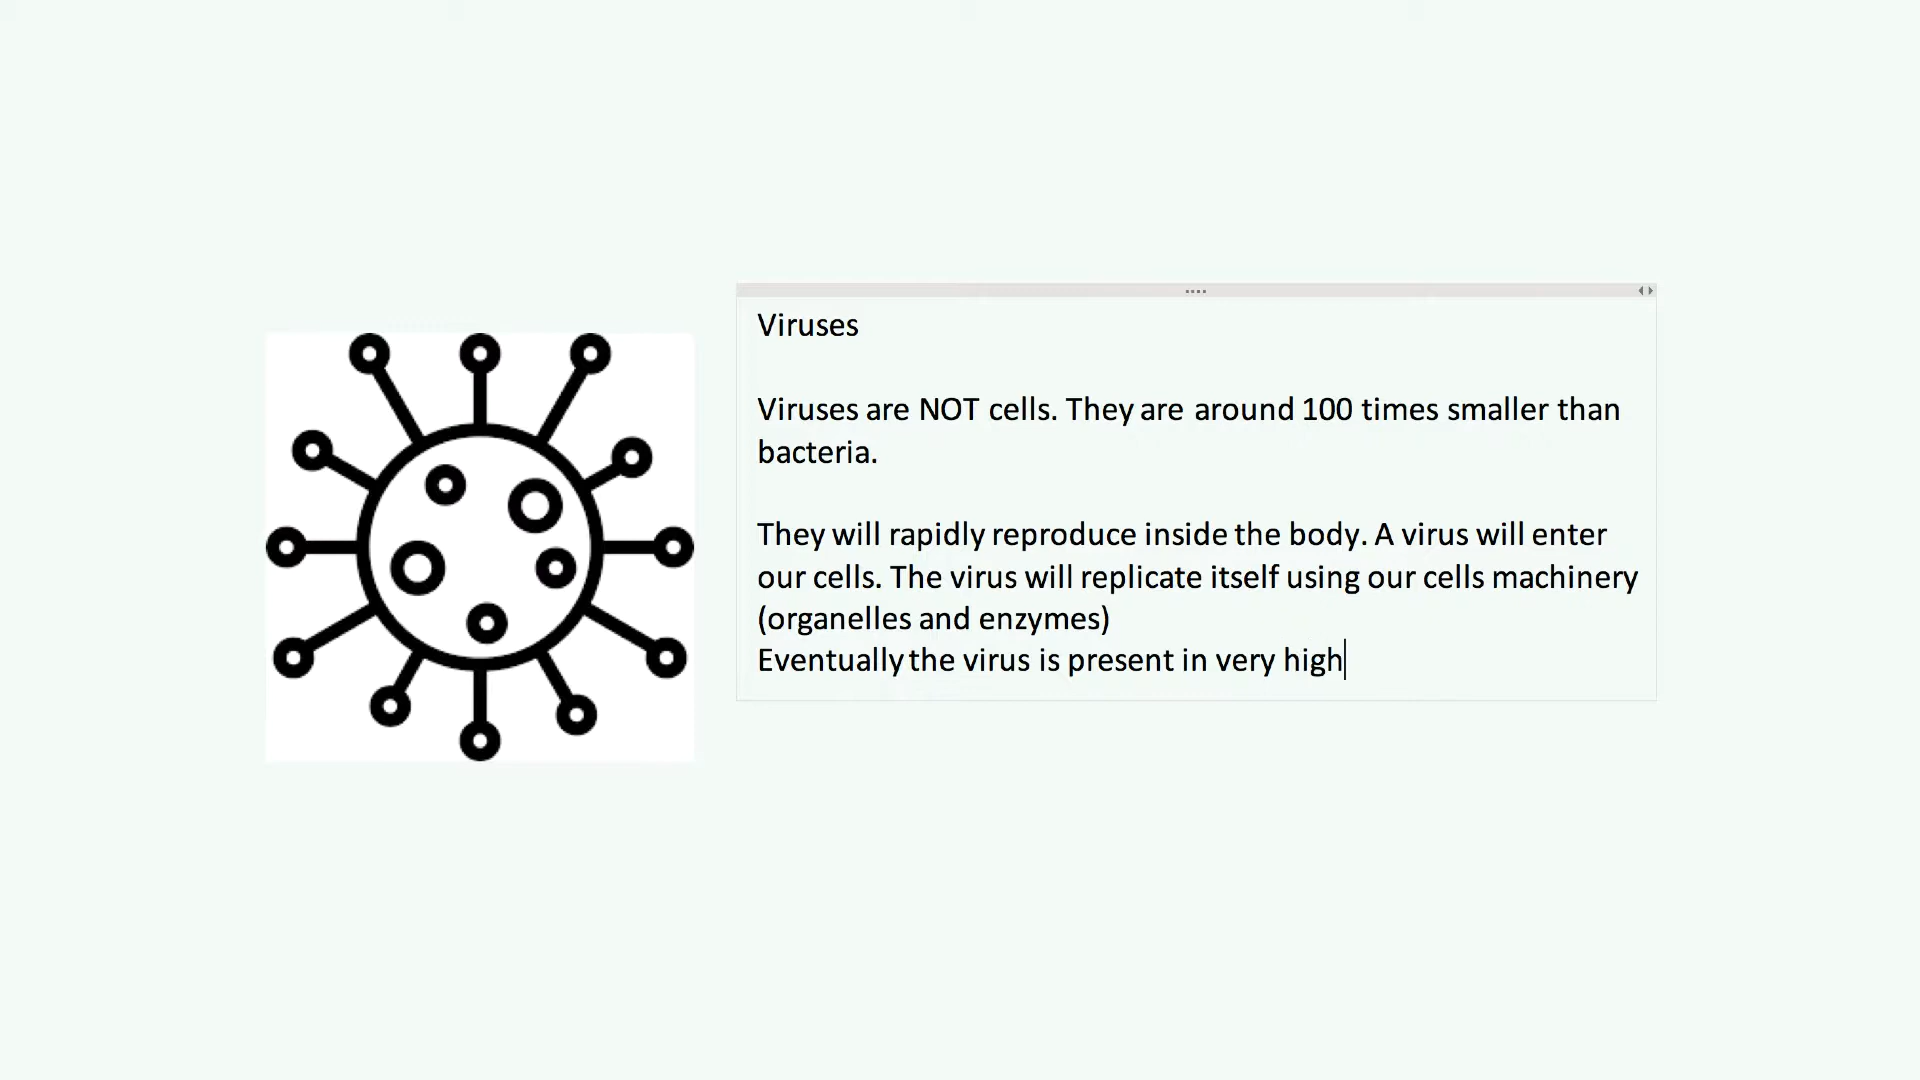 Viruses
Viruses are NOT cells. They are around 100 times smaller than
bacteria.
They will rapidly reproduce inside the body. A virus will enter
our cells. The virus will replicate itself using our cells machinery
(organelles and enzymes)
Eventually the virus is present in very high